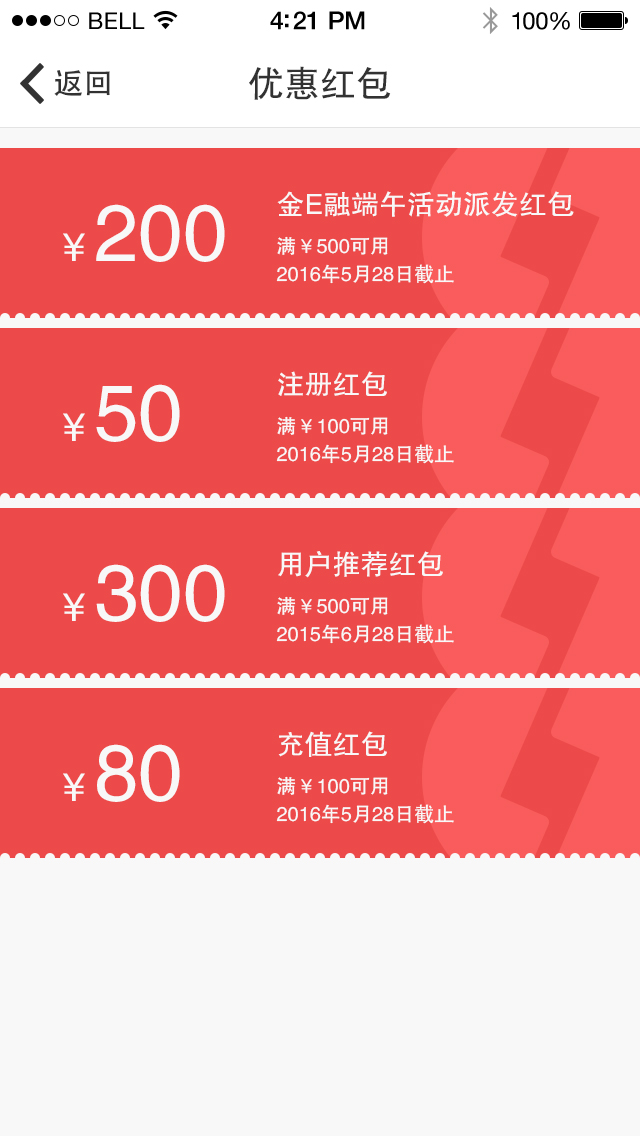 BELL 4:21 PM 100%
返回 优惠红包
￥200
金E融端午活动派发红包
满￥500可用
2016年5月28日截止
￥50
注册红包
满￥100可用
2016年5月28日截止
￥300
用户推荐红包
满￥500可用
2015年6月28日截止
￥80
充值红包
满￥100可用
2016年5月28日截止